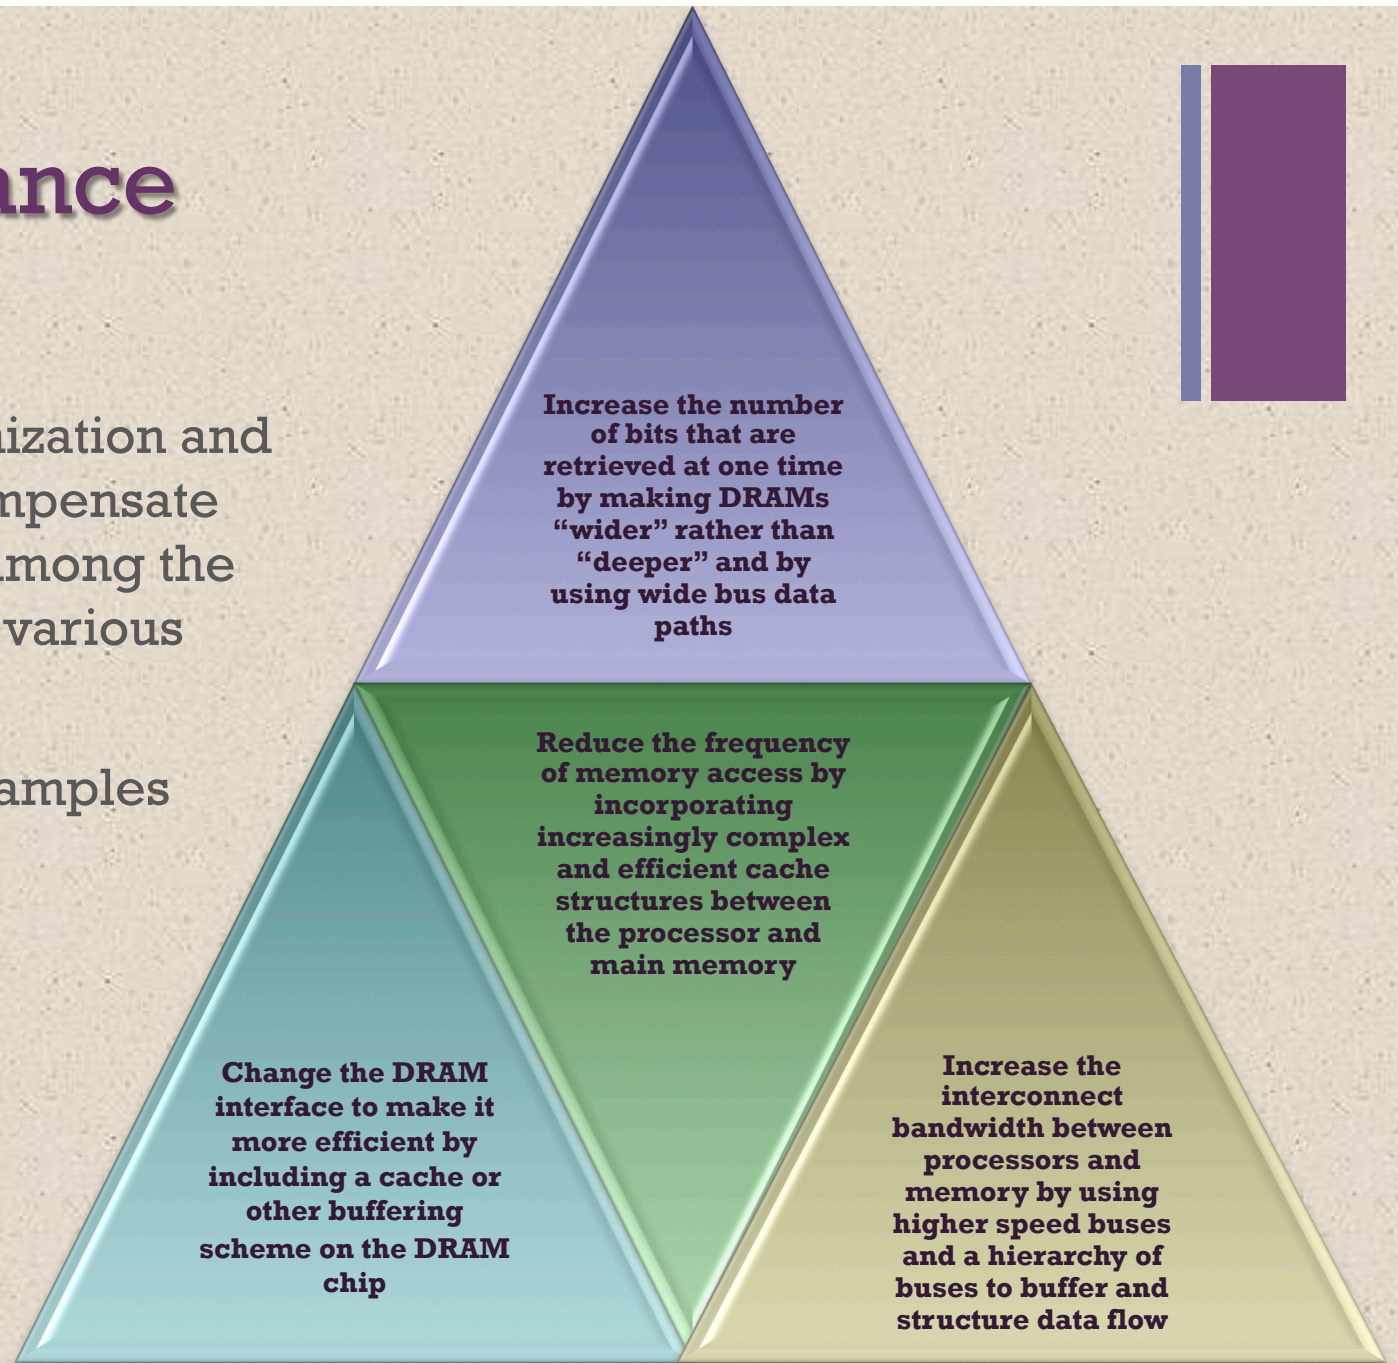 ance
nization and
mpensate
among the
various
amples
Increase the number
of bits that are
retrieved at one time
by making DRAMs
“wider” rather than
“deeper” and by
using wide bus data
paths
Reduce the frequency
of memory access by
incorporating
increasingly complex
and efficient cache
structures between
the processor and
main memory
Change the DRAM
interface to make it
more efficient by
including a cache or
other buffering
scheme on the DRAM
chip
Increase the
interconnect
bandwidth between
processors and
memory by using
higher speed buses
and a hierarchy of
buses to buffer and
structure data flow